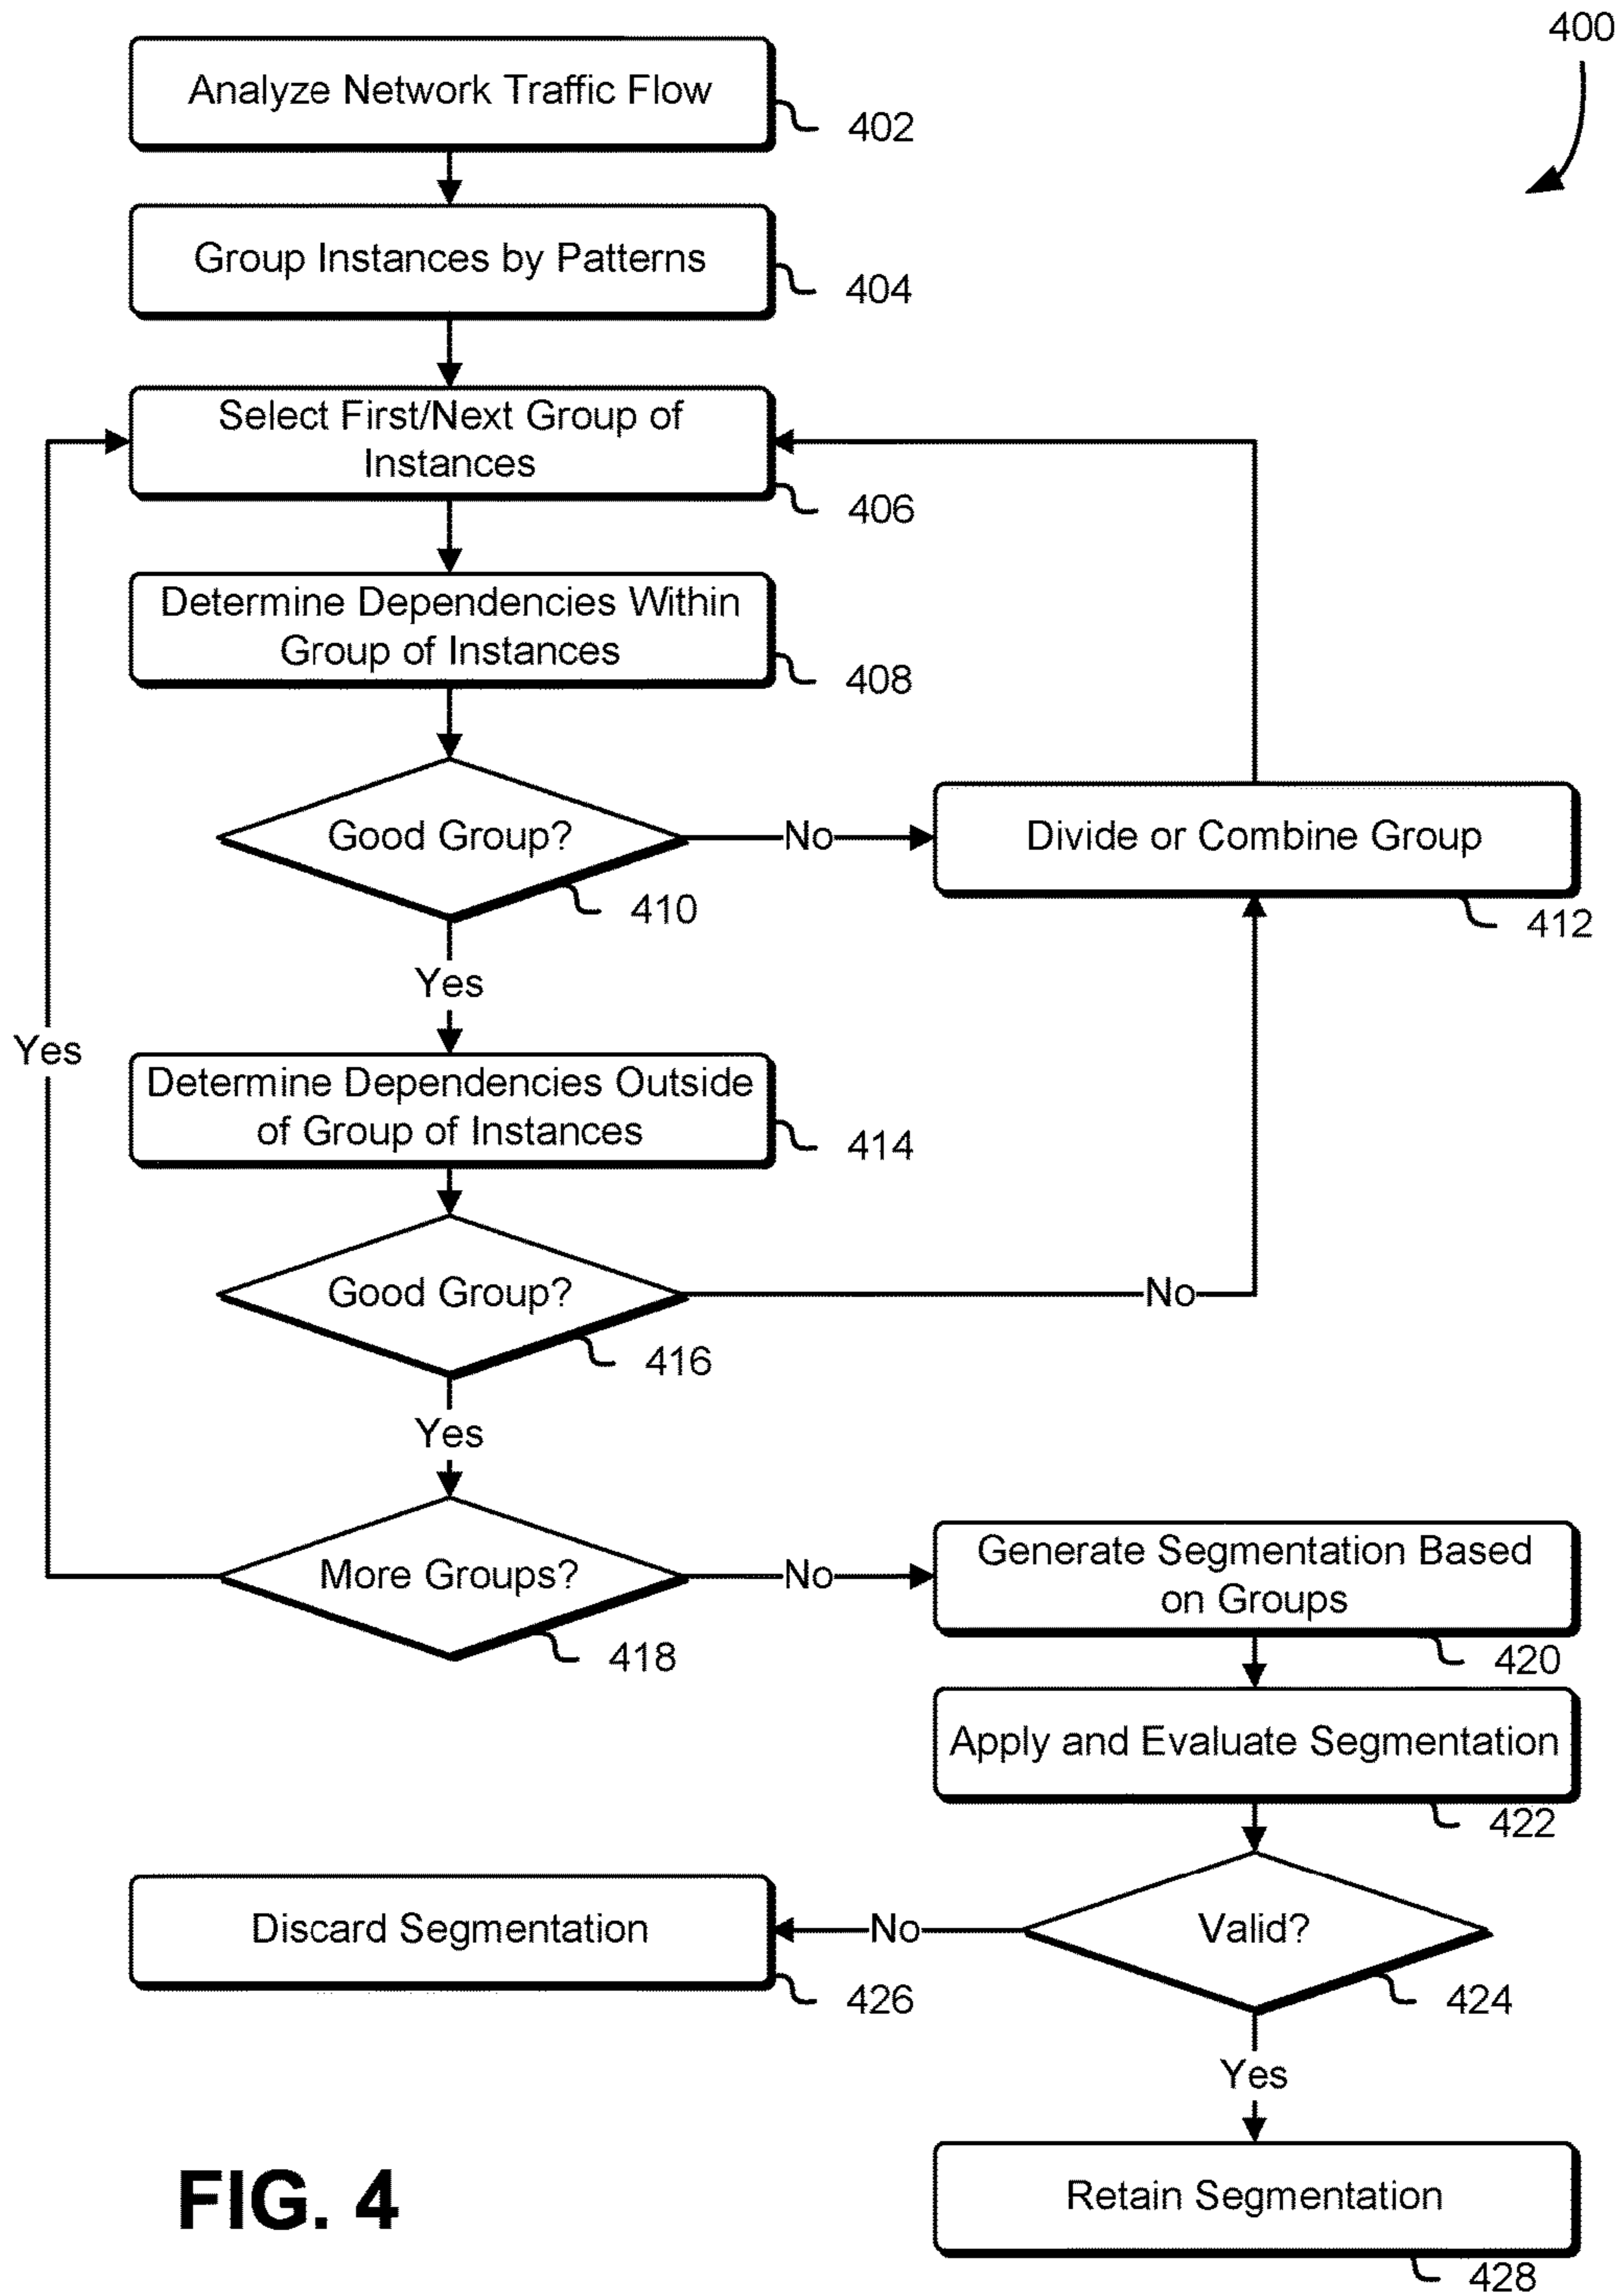 400
Analyze Network Traffic Flow
402
Group Instances by Patterns
404
Select First/Next Group of
Instances
406
Determine Dependencies Within
Group of Instances
408
Good Group?
No
Divide or Combine Group
410
412
Yes
Yes
Determine Dependencies Outside
of Group of Instances
414
Good Group?
No
416
Yes
More Groups?
No
Generate Segmentation Based
on Groups
418
420
Apply and Evaluate Segmentation
422
Discard Segmentation
No
Valid?
426
424
Yes
Retain Segmentation
428
FIG. 4